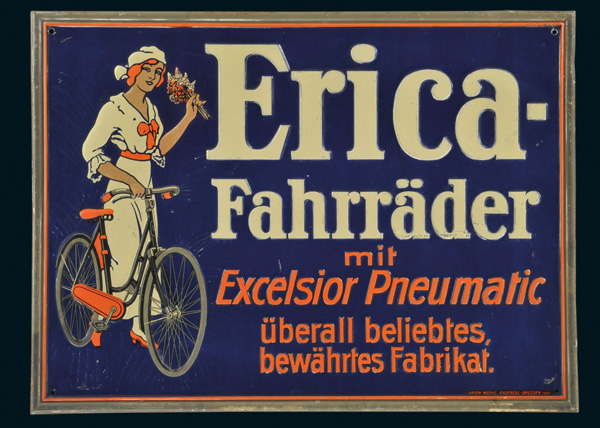 Erica-
Fahrräder
mit
Excelsior Pneumatic
überall beliebtes,
bewährtes Fabrikat.